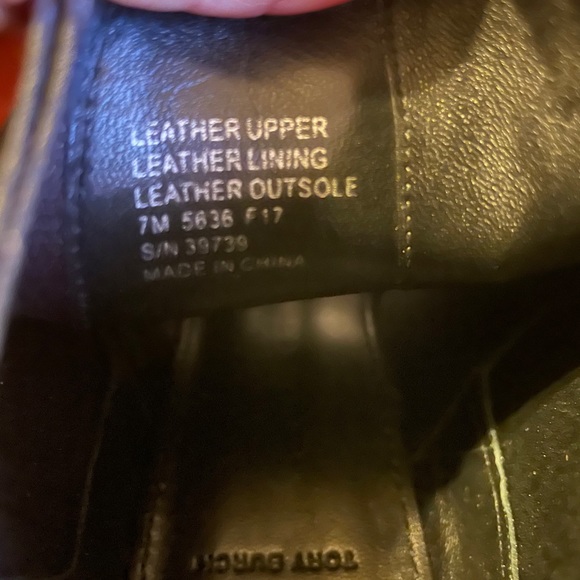 LEATHER UPPER
LEATHER LINING
LEATHER OUTSOLE
7M 5636 F17
S/N 39739
MADE IN CHINA
TORY BURCH